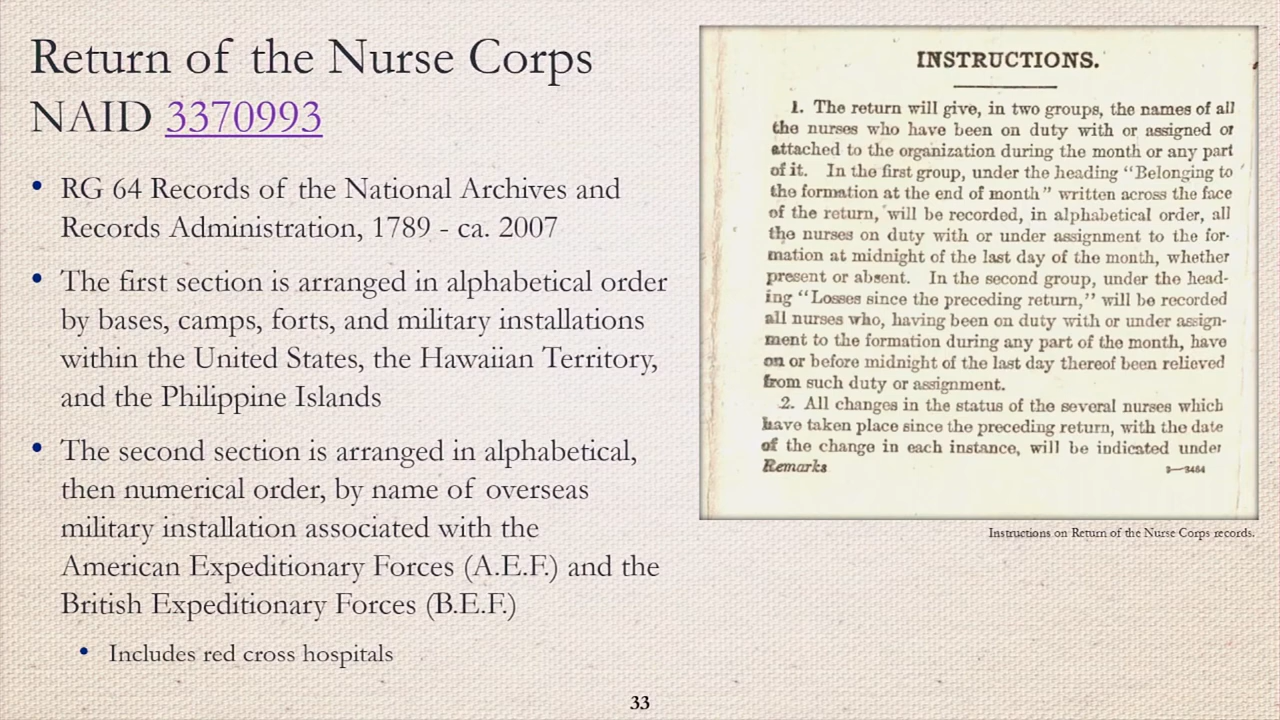 Return of the Nurse Corps
NAID 3370993
• RG 64 Records of the National Archives and
Records Administration, 1789 - ca. 2007
• The first section is arranged in alphabetical order
by bases, camps, forts, and military installations
within the United States, the Hawaiian Territory,
and the Philippine Islands
• The second section is arranged in alphabetical,
then numerical order, by name of overseas
military installation associated with the
American Expeditionary Forces (A.E.F.) and the
British Expeditionary Forces (B.E.F.)
• Includes red cross hospitals
INSTRUCTIONS.
1. The return will give, in two groups, the names of all
the nurses who have been on duty with or assigned or
attached to the organization during the month or any part
of it. In the first group, under the heading “Belonging to
the formation at the end of month” written across the face
of the return, will be recorded, in alphabetical order, all
the nurses on duty with or under assignment to the for-
mation at midnight of the last day of the month, whether
present or absent. In the second group, under the head-
ing “Losses since the preceding return,” will be recorded
all nurses who, having been on duty with or under assign-
ment to the formation during any part of the month, have
on or before midnight of the last day thereof been relieved
from such duty or assignment.
2. All changes in the status of the several nurses which
have taken place since the preceding return, with the date
of the change in each instance, will be indicated under
Remarks 3—3464
Instructions on Return of the Nurse Corps records.
33